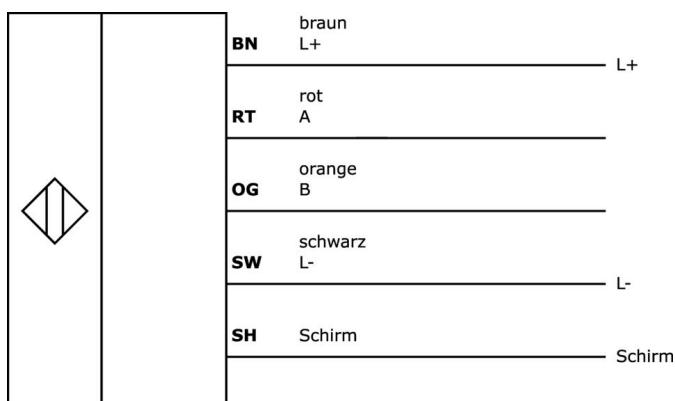 braun
BN L+
L+
rot
RT A
orange
OG B
schwarz
SW L-
L-
SH Schirm
Schirm